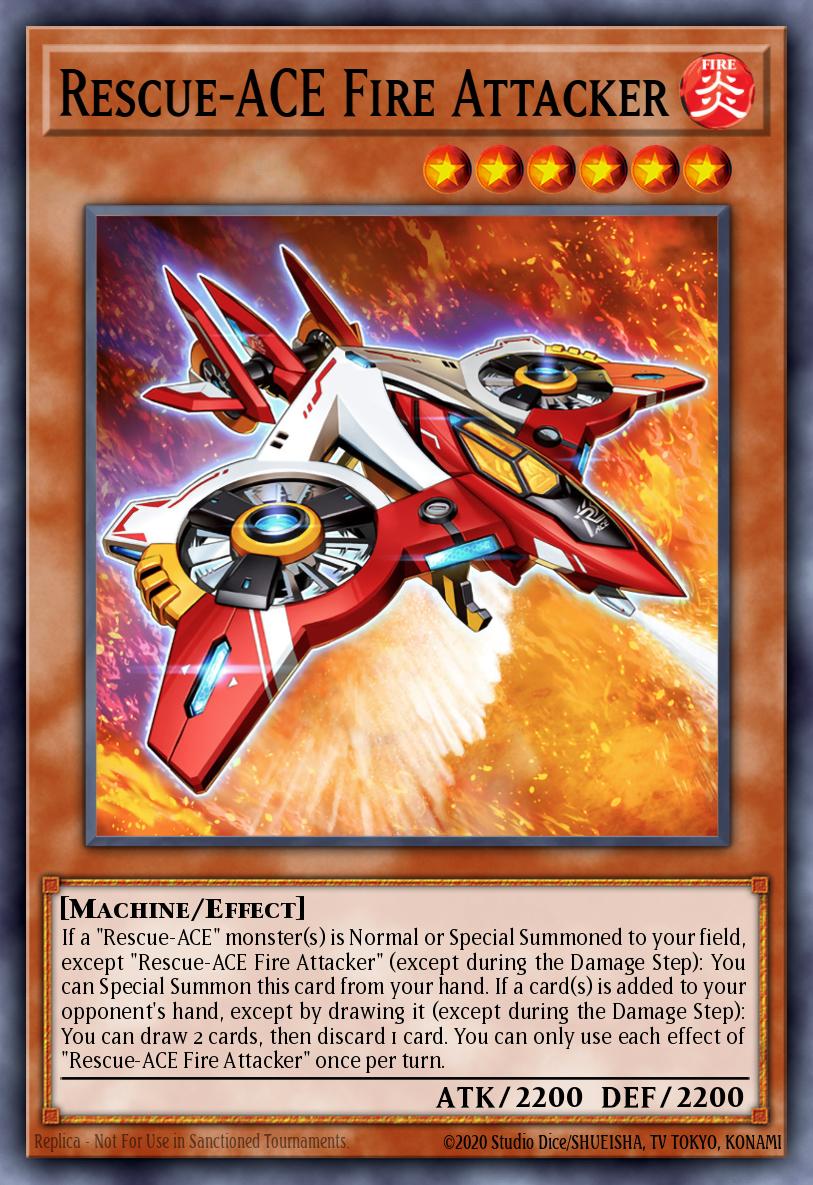 Rescue-ACE Fire Attacker
FIRE
炎
ACE
[Machine/Effect]
If a "Rescue-ACE" monster(s) is Normal or Special Summoned to your field,
except "Rescue-ACE Fire Attacker" (except during the Damage Step): You
can Special Summon this card from your hand. If a card(s) is added to your
opponent's hand, except by drawing it (except during the Damage Step):
You can draw 2 cards, then discard 1 card. You can only use each effect of
"Rescue-ACE Fire Attacker" once per turn.
ATK/2200 DEF/2200
Replica - Not For Use in Sanctioned Tournaments.
©2020 Studio Dice/SHUEISHA, TV TOKYO, KONAMI